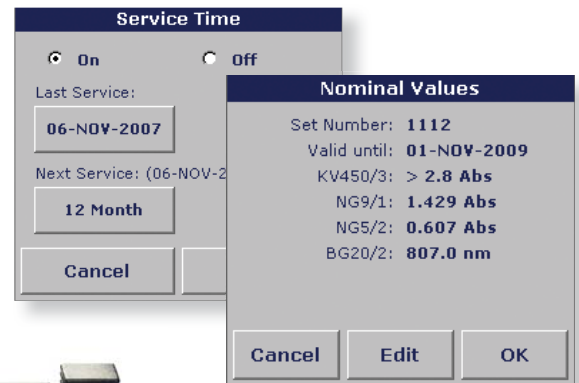 Service Time
On Off
Last Service:
06-NOV-2007
Next Service: (06-NOV-2
12 Month
Cancel
Nominal Values
Set Number: 1112
Valid until: 01-NOV-2009
KV450/3: > 2.8 Abs
NG9/1: 1.429 Abs
NG5/2: 0.607 Abs
BG20/2: 807.0 nm
Cancel Edit OK